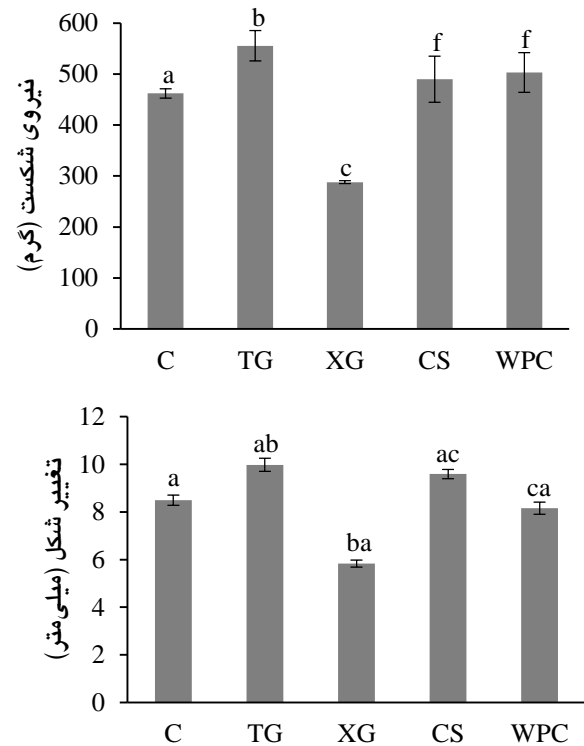 نیروی شکست (گرم)
600
500
400
300
200
100
0
a
b
c
f
f
C TG XG CS WPC
تغییر شکل (میلی‌متر)
12
10
8
6
4
2
0
a
ab
ba
ac
ca
C TG XG CS WPC